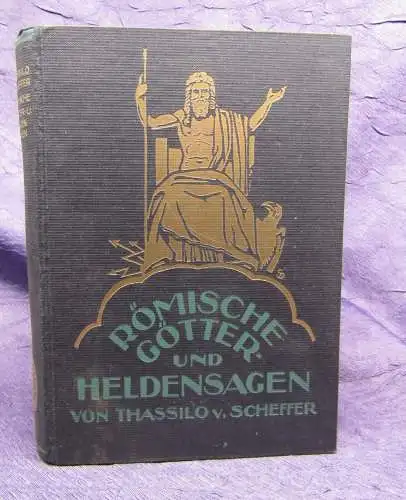 RÖMISCHE
GÖTTER-
UND
HELDENSAGEN
VON THASSILO v. SCHEFFER